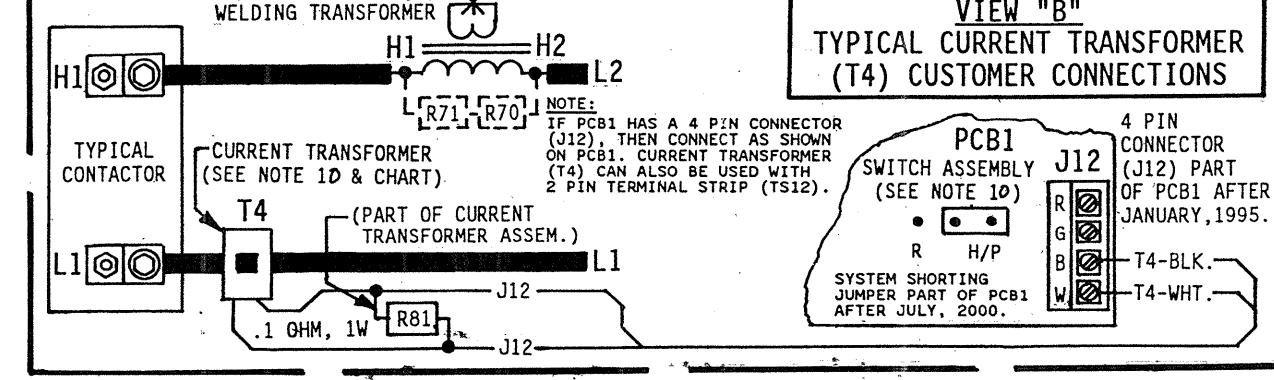 WELDING TRANSFORMER
H1
H2
H1
L2
R71
R70
NOTE:
IF PCB1 HAS A 4 PIN CONNECTOR
(J12), THEN CONNECT AS SHOWN
ON PCB1. CURRENT TRANSFORMER
(T4) CAN ALSO BE USED WITH
2 PIN TERMINAL STRIP (TS12).
VIEW "B"
TYPICAL CURRENT TRANSFORMER
(T4) CUSTOMER CONNECTIONS
TYPICAL
CONTACTOR
CURRENT TRANSFORMER
(SEE NOTE 10 & CHART)
T4
(PART OF CURRENT
TRANSFORMER ASSEM.)
L1
L1
J12
.1 OHM, 1W
R81
J12
PCB1
SWITCH ASSEMBLY
(SEE NOTE 10)
R
H/P
SYSTEM SHORTING
JUMPER PART OF PCB1
AFTER JULY, 2000.
J12
R
G
B
W
4 PIN
CONNECTOR
(J12) PART
OF PCB1 AFTER
JANUARY,1995.
T4-BLK.
T4-WHT.